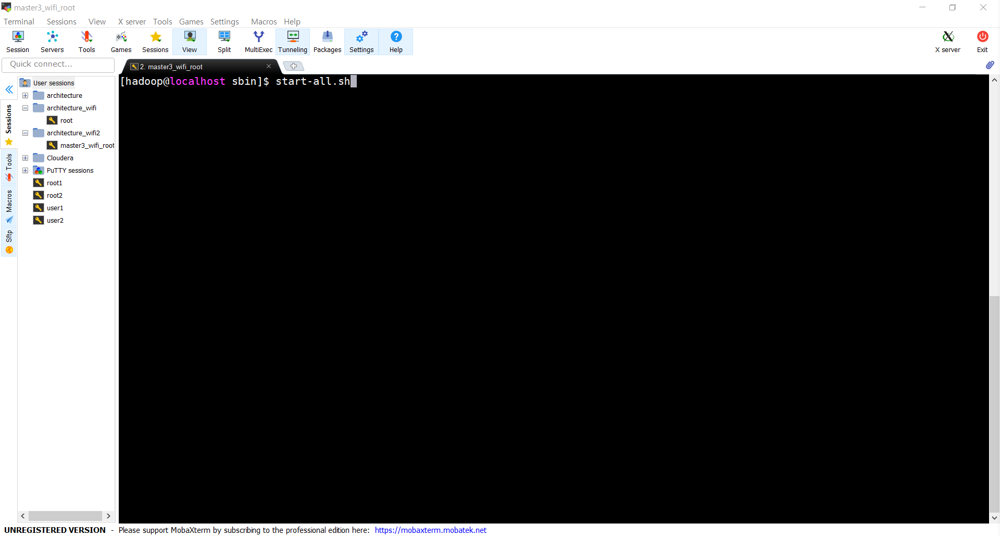 master3_wifi_root
Terminal Sessions View X server Tools Games Settings Macros Help
Session Servers Tools Games Sessions View Split MultiExec Tunneling Packages Settings Help X server Exit
Quick connect...
2. master3_wifi_root
[hadoop@localhost sbin]$ start-all.sh
Sessions
Tools
Macros
Sftp
User sessions
architecture
architecture_wifi
root
architecture_wifi2
master3_wifi_root
Cloudera
PuTTY sessions
root1
root2
user1
user2
UNREGISTERED VERSION - Please support MobaXterm by subscribing to the professional edition here: https://mobaxterm.mobatek.net